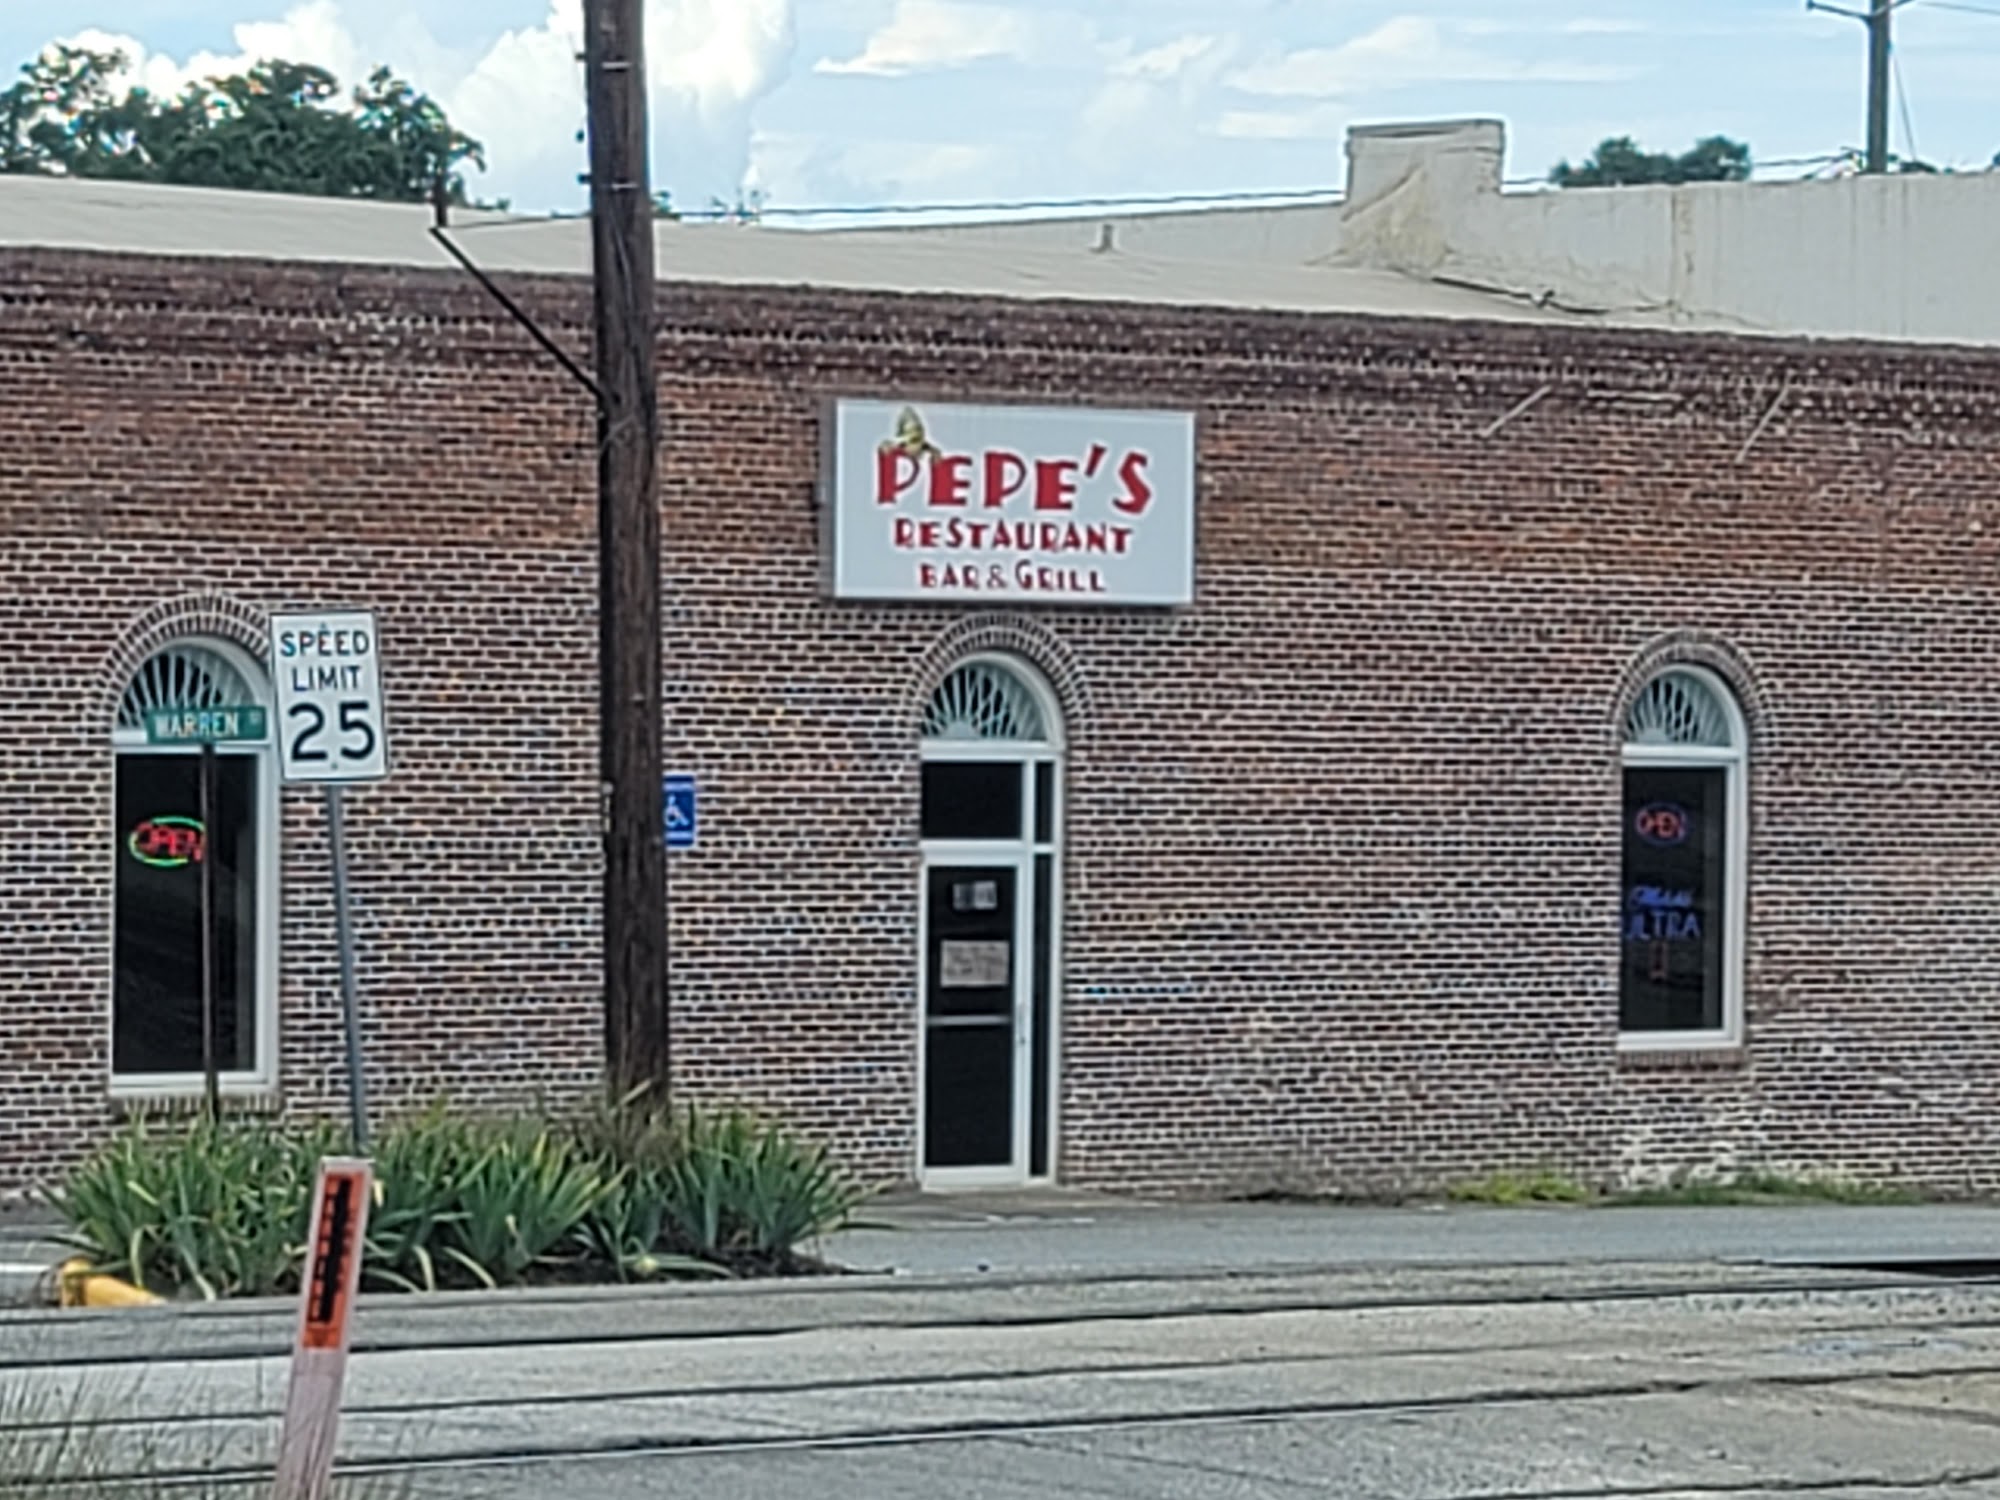 PEPE'S
RESTAURANT
BAR & GRILL
SPEED
LIMIT
25
WARREN
OPEN
OPEN
ULTRA